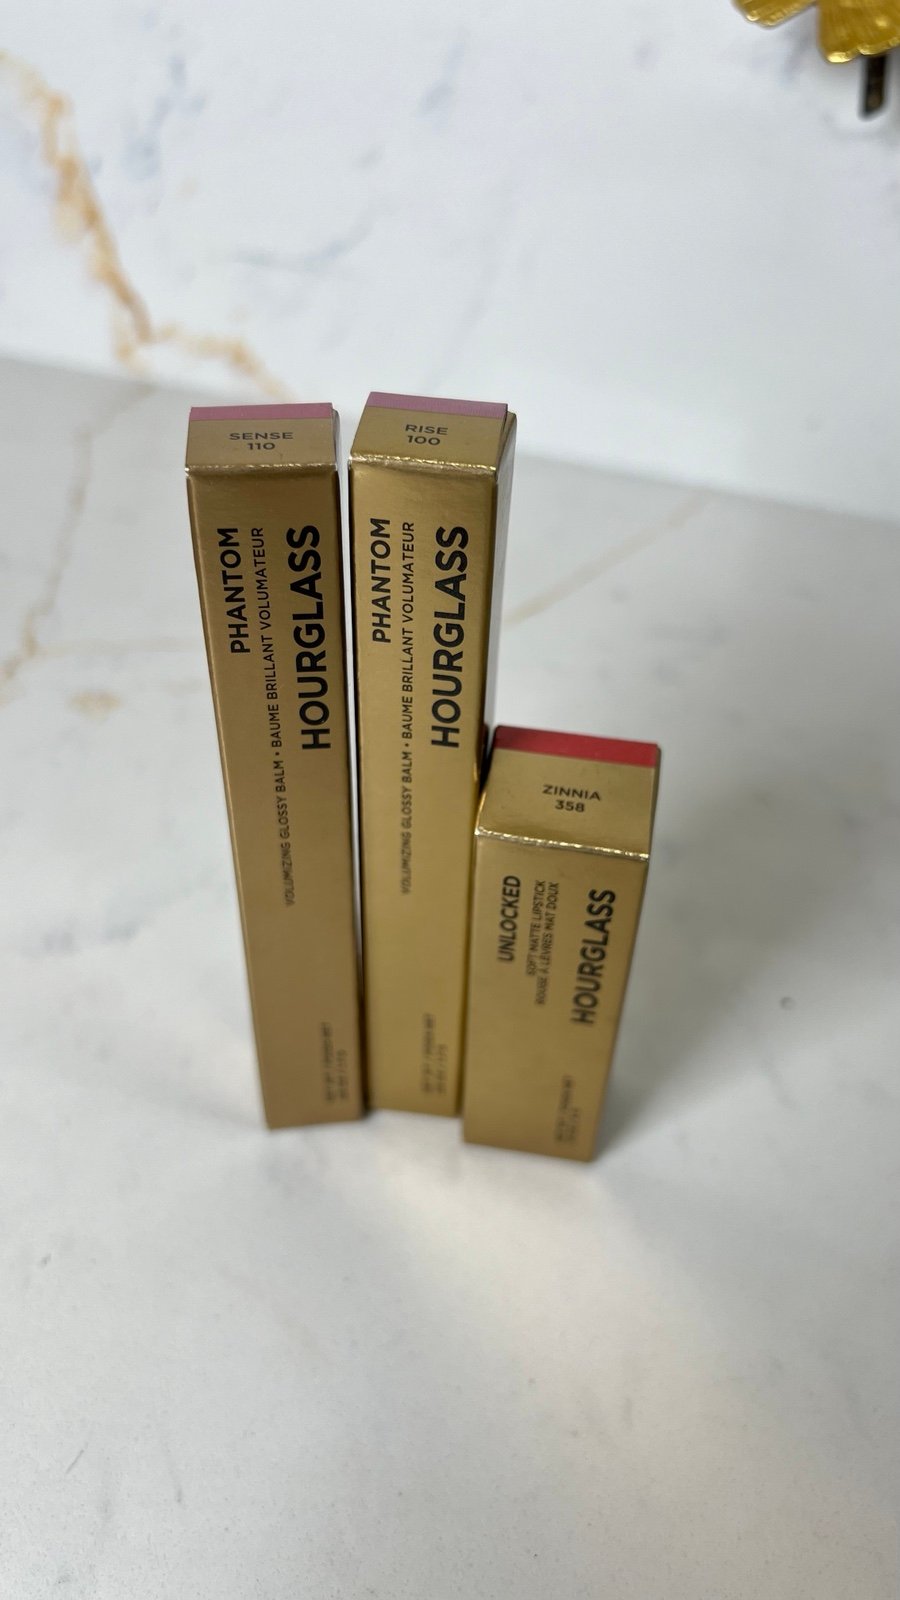 SENSE
110
PHANTOM
VOLUMIZING GLOSSY BALM • BAUME BRILLANT VOLUMATEUR
HOURGLASS
RISE
100
PHANTOM
VOLUMIZING GLOSSY BALM • BAUME BRILLANT VOLUMATEUR
HOURGLASS
ZINNIA
358
UNLOCKED
SOFT MATTE LIPSTICK
ROUGE À LÈVRES MAT DOUX
HOURGLASS